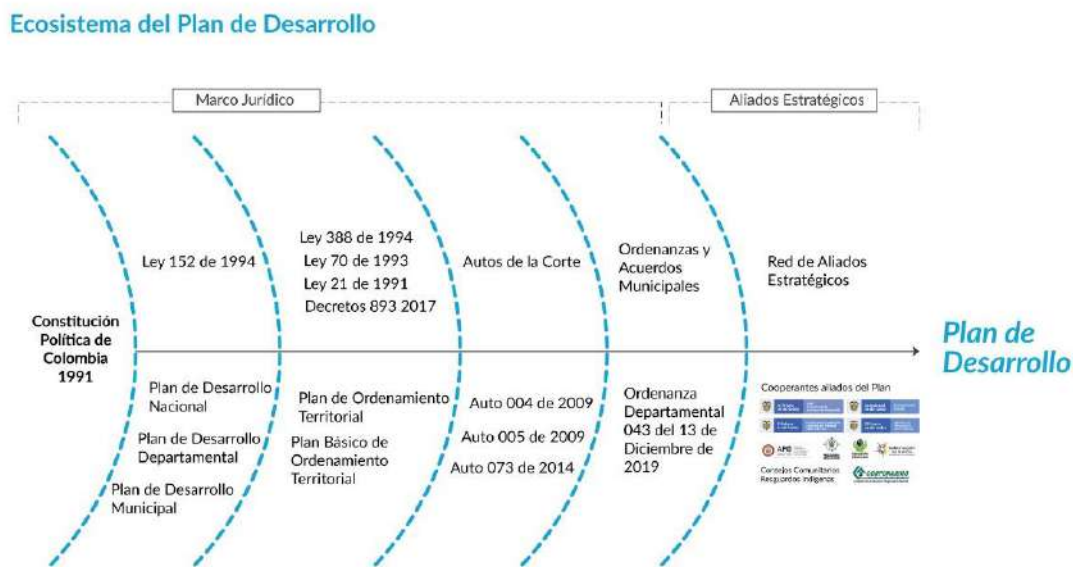 Ecosistema del Plan de Desarrollo
Marco Jurídico
Aliados Estratégicos
Constitución
Política de
Colombia
1991
Ley 152 de 1994
Plan de Desarrollo
Nacional
Plan de Desarrollo
Departamental
Plan de Desarrollo
Municipal
Ley 388 de 1994
Ley 70 de 1993
Ley 21 de 1991
Decretos 893 2017
Plan de Ordenamiento
Territorial
Plan Básico de
Ordenamiento
Territorial
Autos de la Corte
Auto 004 de 2009
Auto 005 de 2009
Auto 073 de 2014
Ordenanzas y
Acuerdos
Municipales
Ordenanza
Departamental
043 del 13 de
Diciembre de
2019
Red de Aliados
Estratégicos
Cooperantes aliados del Plan
Consejos Comunitarios
Resguardos Indígenas
Plan de
Desarrollo